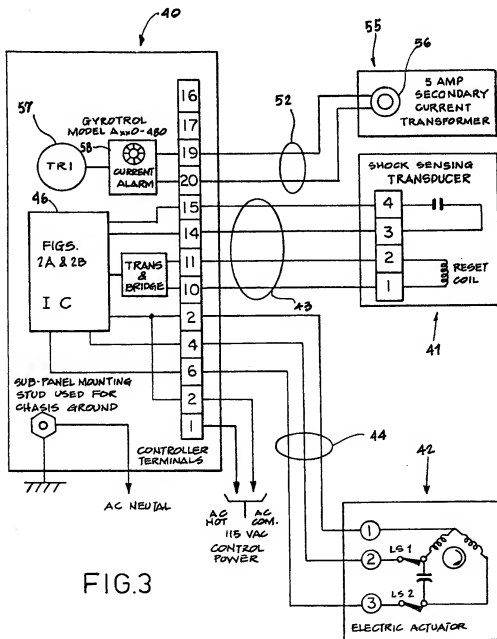 40
55
56
5 AMP
SECONDARY
CURRENT
TRANSFORMER
57
GYROTROL
MODEL AxxO-480
58
TR1
CURRENT
ALARM
16
17
19
20
15
14
11
10
2
4
6
2
1
52
SHOCK SENSING
TRANSDUCER
4
3
2
1
RESET
COIL
41
46
FIGS.
2A & 2B
IC
TRANS
& BRIDGE
43
SUB-PANEL MOUNTING
STUD USED FOR
CHASIS GROUND
CONTROLLER
TERMINALS
AC NEUTAL
AC
HOT
AC
COM.
115 VAC
CONTROL
POWER
44
42
1
2
3
LS 1
LS 2
ELECTRIC ACTUATOR
FIG.3